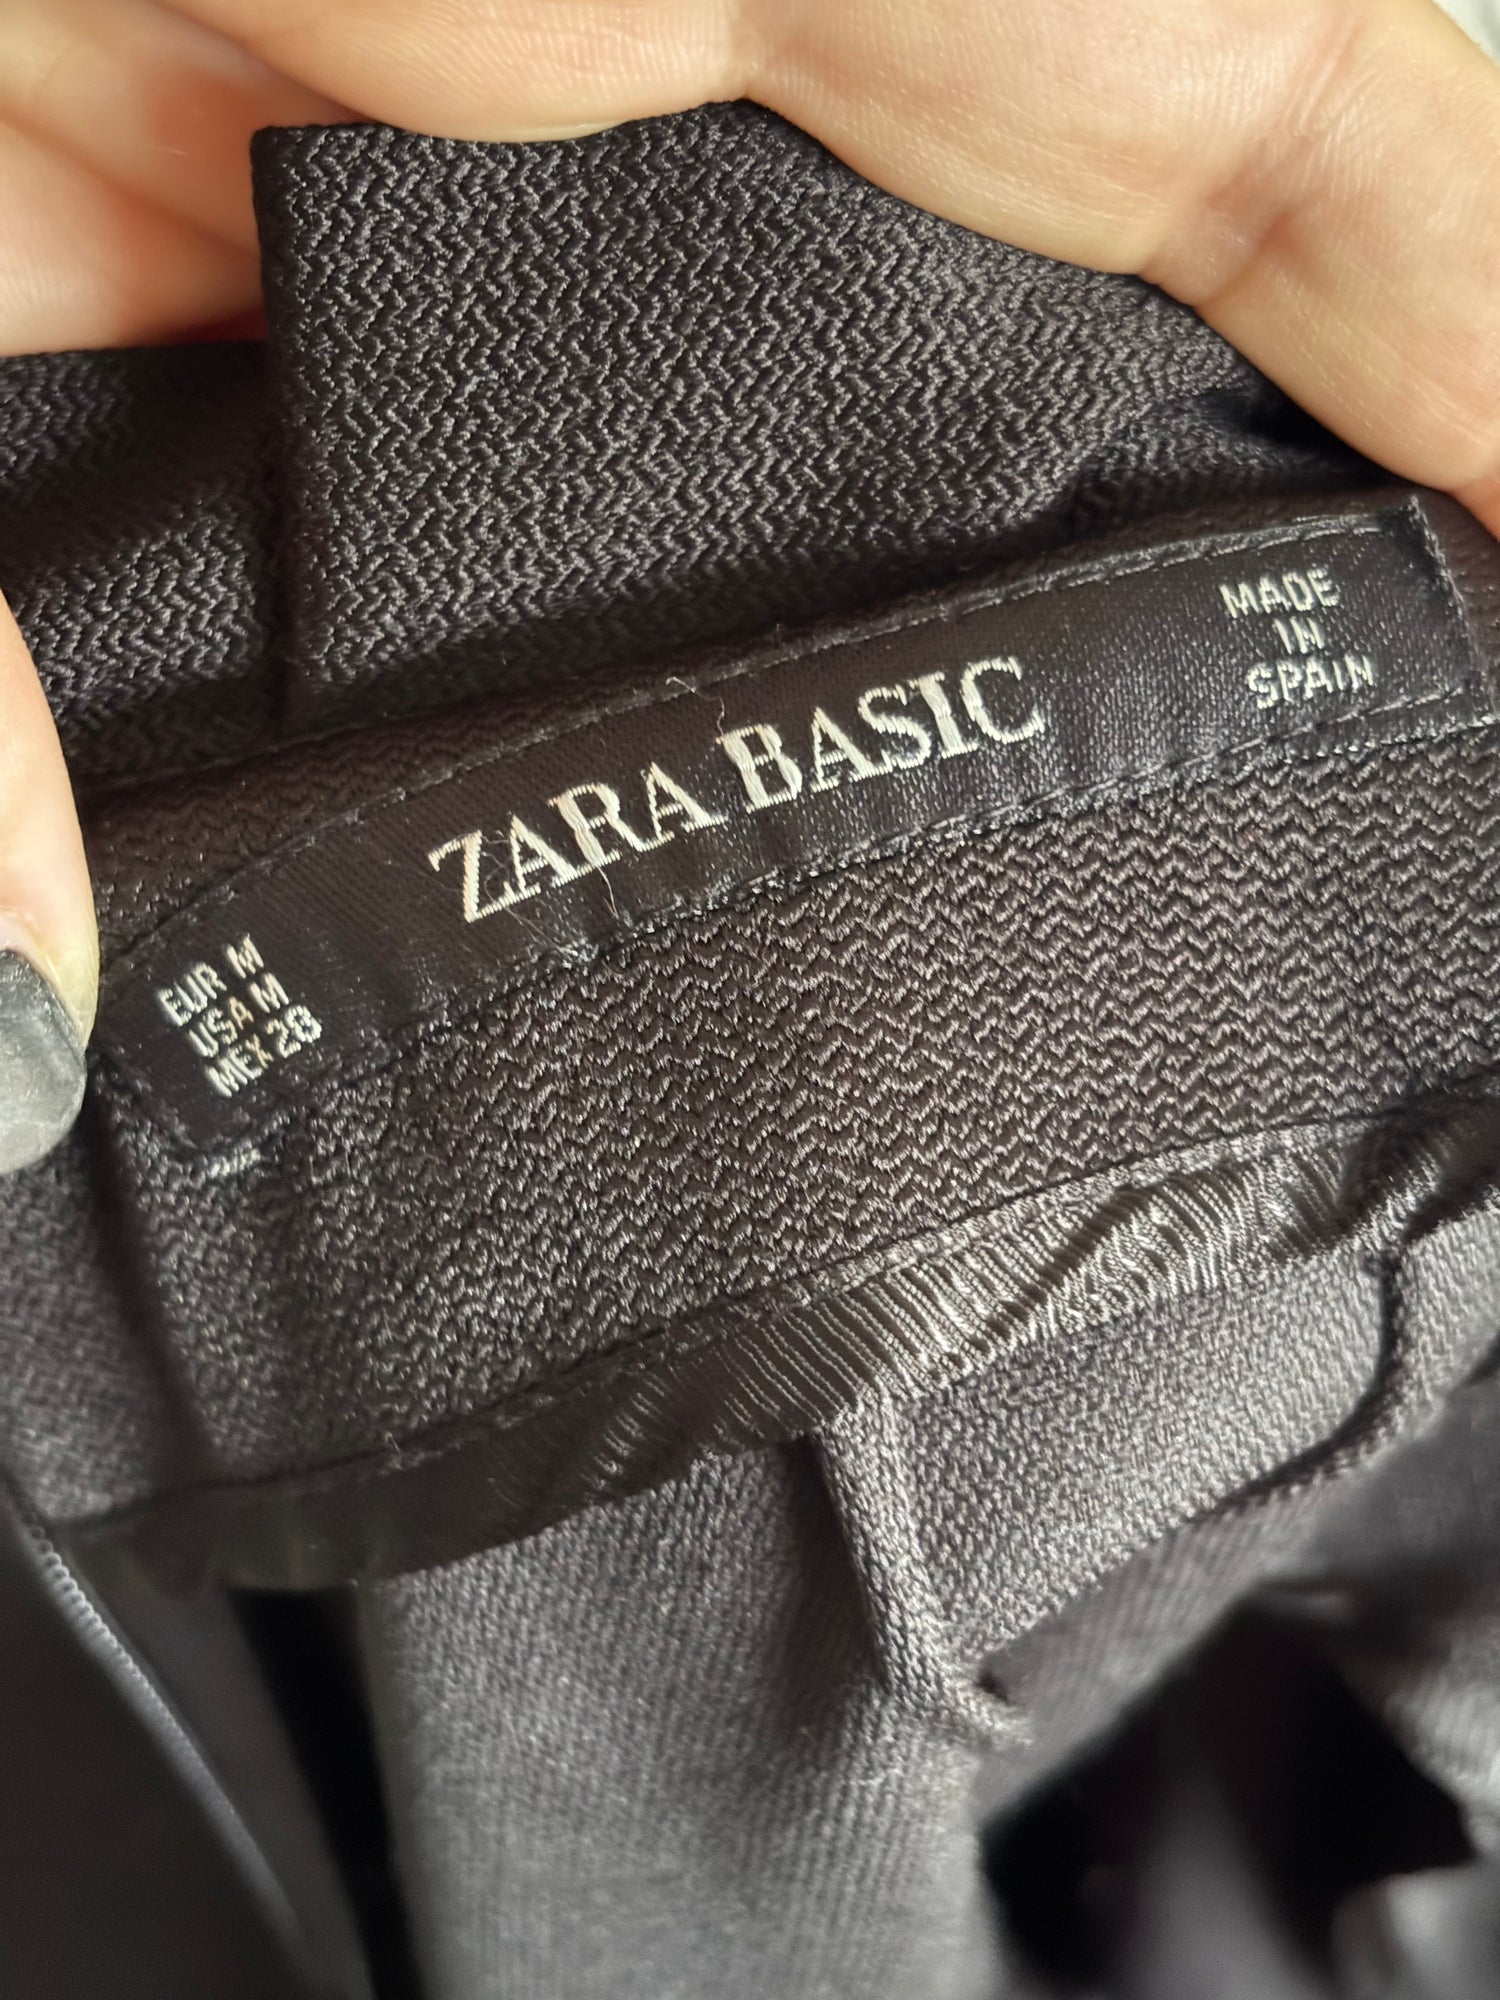 ZARA BASIC
MADE
IN
SPAIN
EUR M
USA M
MEX 28